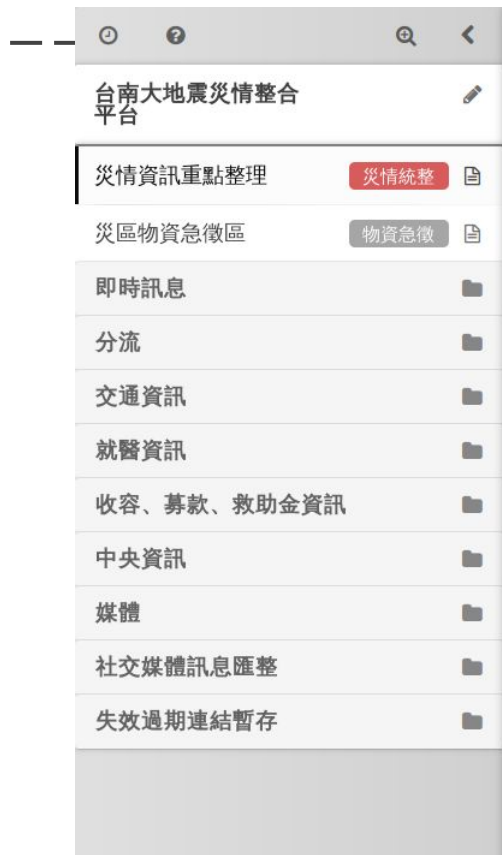 台南大地震災情整合
平台
災情資訊重點整理 災情統整
災區物資急徵區 物資急徵
即時訊息
分流
交通資訊
就醫資訊
收容、募款、救助金資訊
中央資訊
媒體
社交媒體訊息匯整
失效過期連結暫存